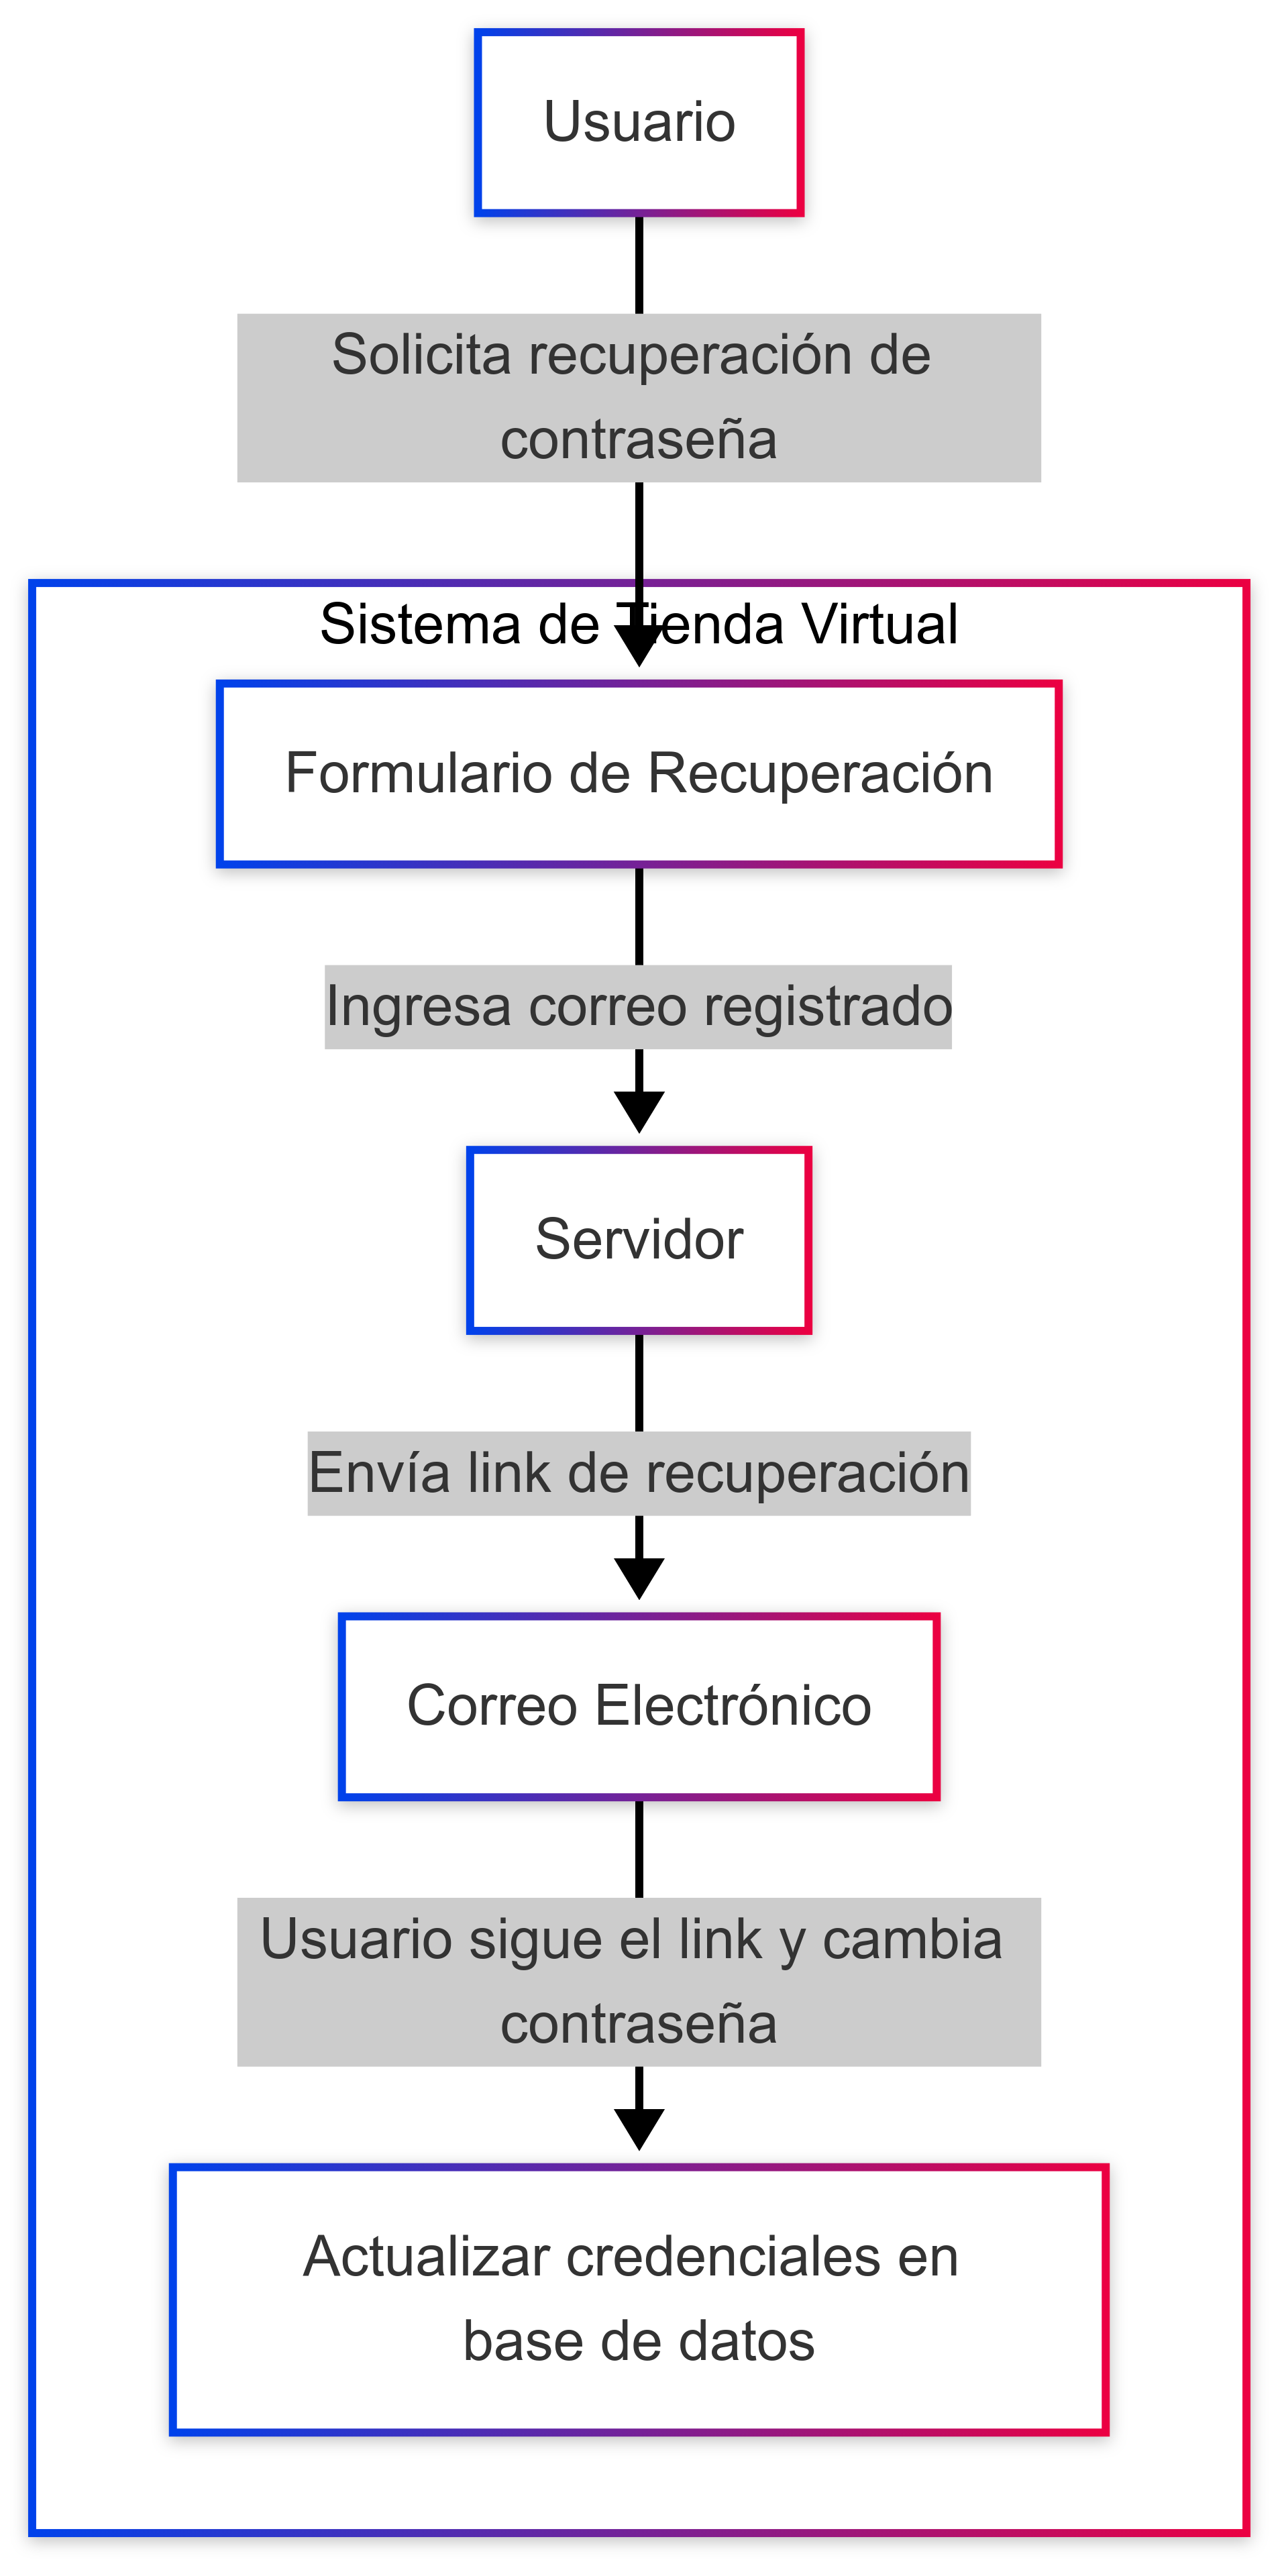 Usuario
Solicita recuperación de
contraseña
Sistema de Tienda Virtual
Formulario de Recuperación
Ingresa correo registrado
Servidor
Envía link de recuperación
Correo Electrónico
Usuario sigue el link y cambia
contraseña
Actualizar credenciales en
base de datos